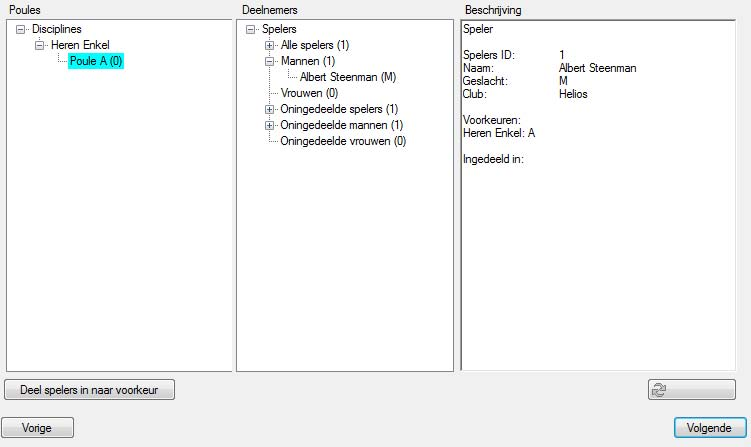 Poules
Disciplines
Heren Enkel
Poule A (0)
Deelnemers
Spelers
Alle spelers (1)
Mannen (1)
Albert Steenman (M)
Vrouwen (0)
Oningedeelde spelers (1)
Oningedeelde mannen (1)
Oningedeelde vrouwen (0)
Beschrijving
Speler
Spelers ID: 1
Naam: Albert Steenman
Geslacht: M
Club: Helios
Voorkeuren:
Heren Enkel: A
Ingedeeld in:
Deel spelers in naar voorkeur
Vorige
Volgende